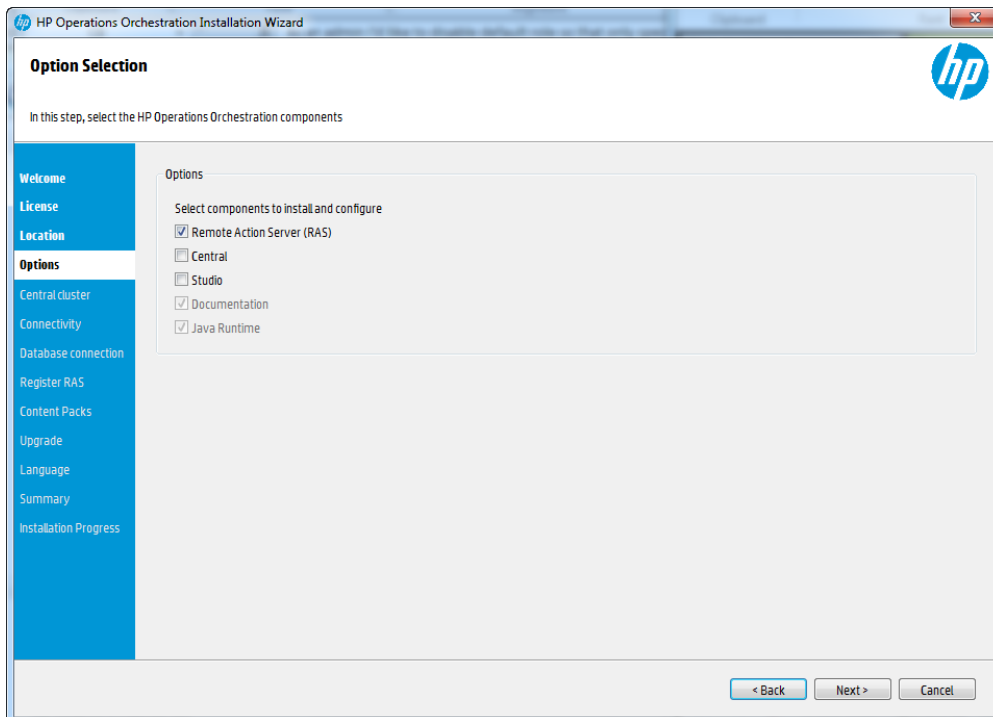 HP Operations Orchestration Installation Wizard
Option Selection
hp
In this step, select the HP Operations Orchestration components
Welcome
License
Location
Options
Central cluster
Connectivity
Database connection
Register RAS
Content Packs
Upgrade
Language
Summary
Installation Progress
Options
Select components to install and configure
Remote Action Server (RAS)
Central
Studio
Documentation
Java Runtime
< Back
Next >
Cancel